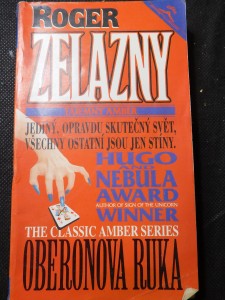 ROGER
ZELAZNY
JEDINÝ, OPRAVDU SKUTEČNÝ SVĚT,
VŠECHNY OSTATNÍ JSOU JEN STÍNY.
HUGO
AND
NEBULA
AWARD
AUTHOR OF SIGN OF THE UNICORN
WINNER
THE CLASSIC AMBER SERIES
OBERONOVA RUKA